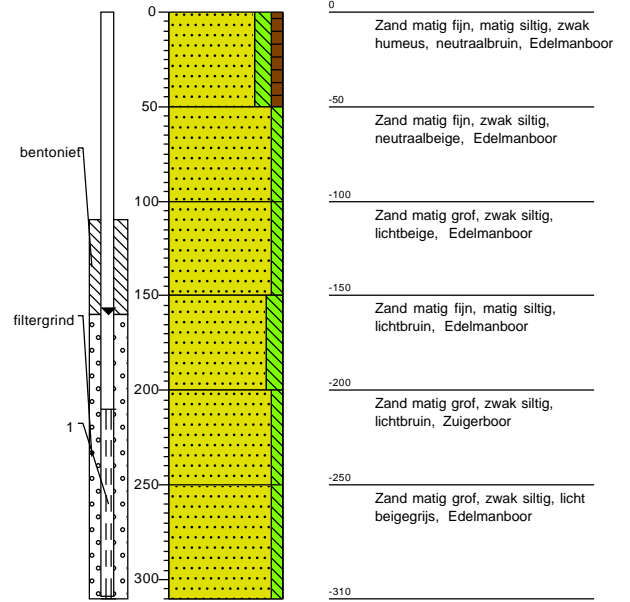 0
0
Zand matig fijn, matig siltig, zwak
humeus, neutraalbruin, Edelmanboor
50
-50
Zand matig fijn, zwak siltig,
neutraalbeige, Edelmanboor
bentoniet
100
-100
Zand matig grof, zwak siltig,
lichtbeige, Edelmanboor
150
-150
Zand matig fijn, matig siltig,
lichtbruin, Edelmanboor
filtergrind
200
-200
Zand matig grof, zwak siltig,
lichtbruin, Zuigerboor
1
250
-250
Zand matig grof, zwak siltig, licht
beigegrijs, Edelmanboor
300
-310